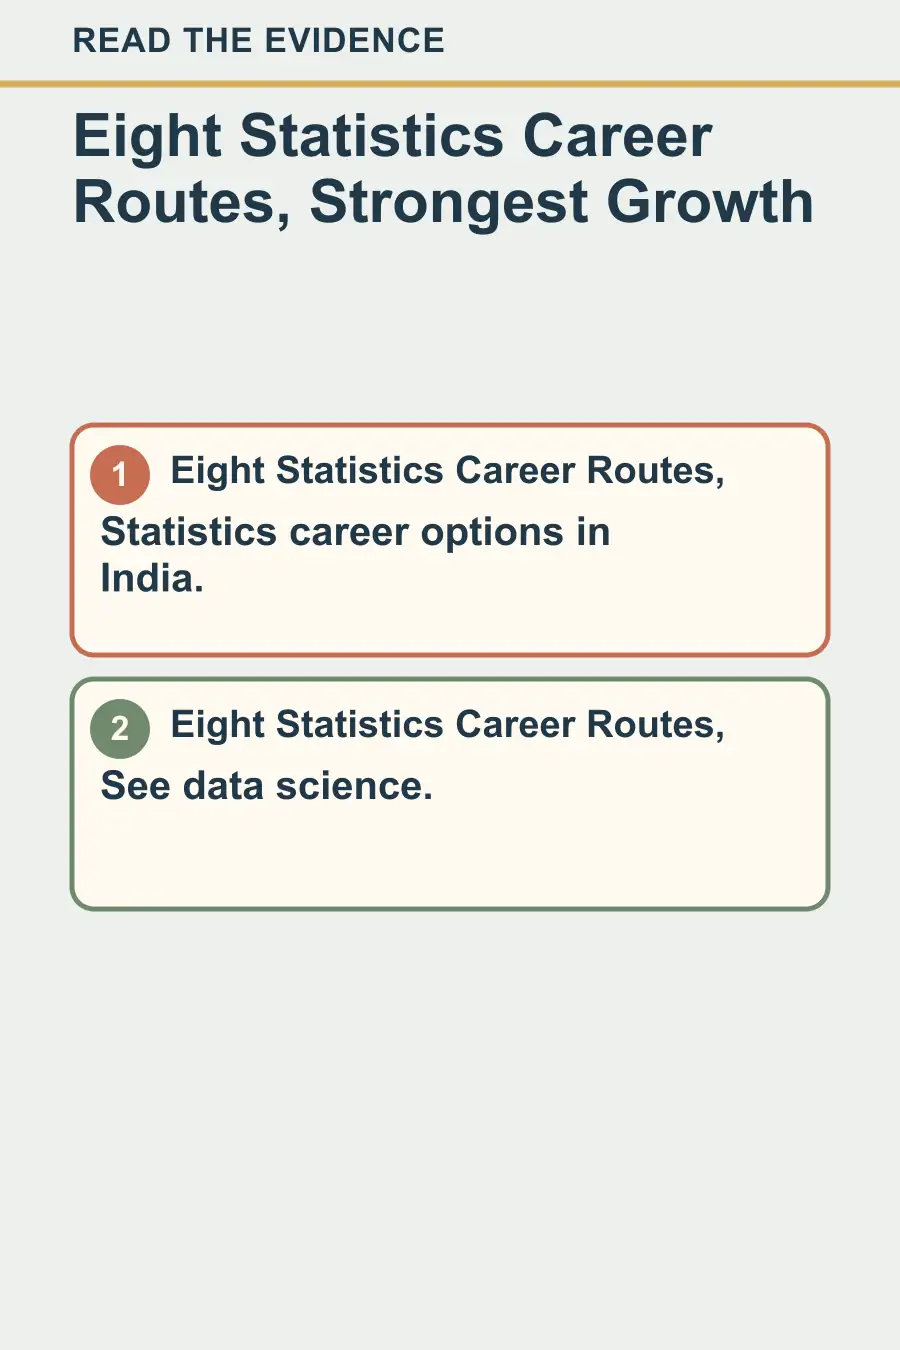 READ THE EVIDENCE
Eight Statistics Career
Routes, Strongest Growth
1 Eight Statistics Career Routes,
Statistics career options in
India.
2 Eight Statistics Career Routes,
See data science.